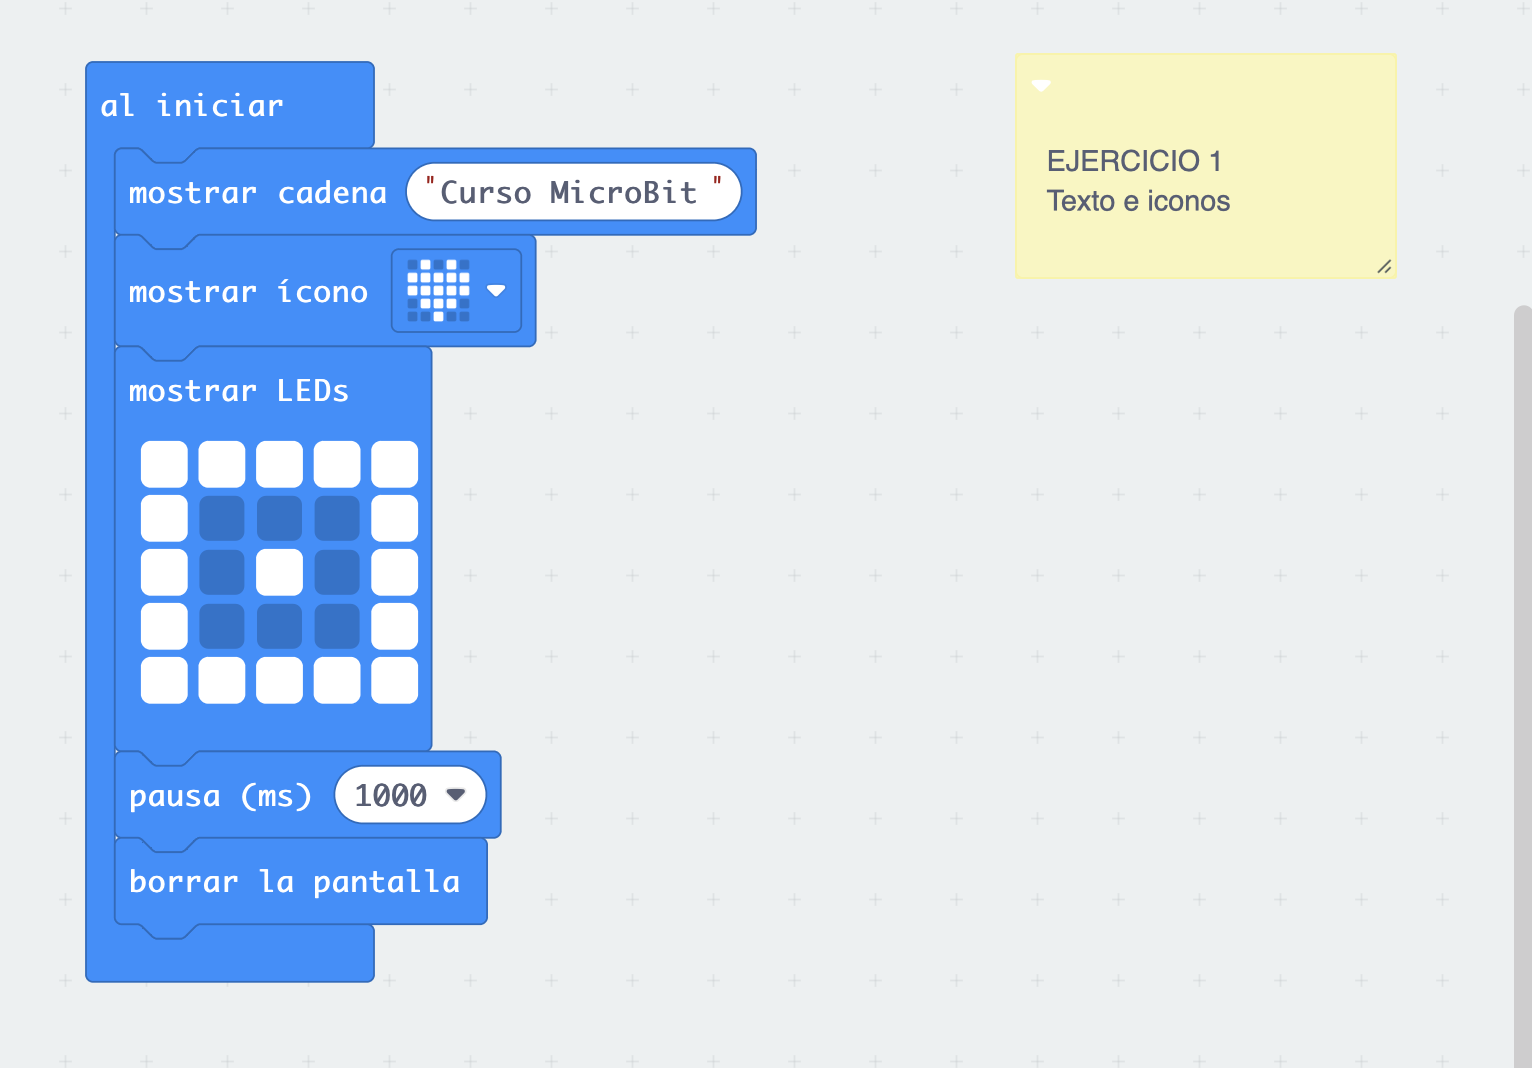 al iniciar
mostrar cadena "Curso MicroBit "
mostrar ícono
mostrar LEDs
pausa (ms) 1000
borrar la pantalla
EJERCICIO 1
Texto e iconos